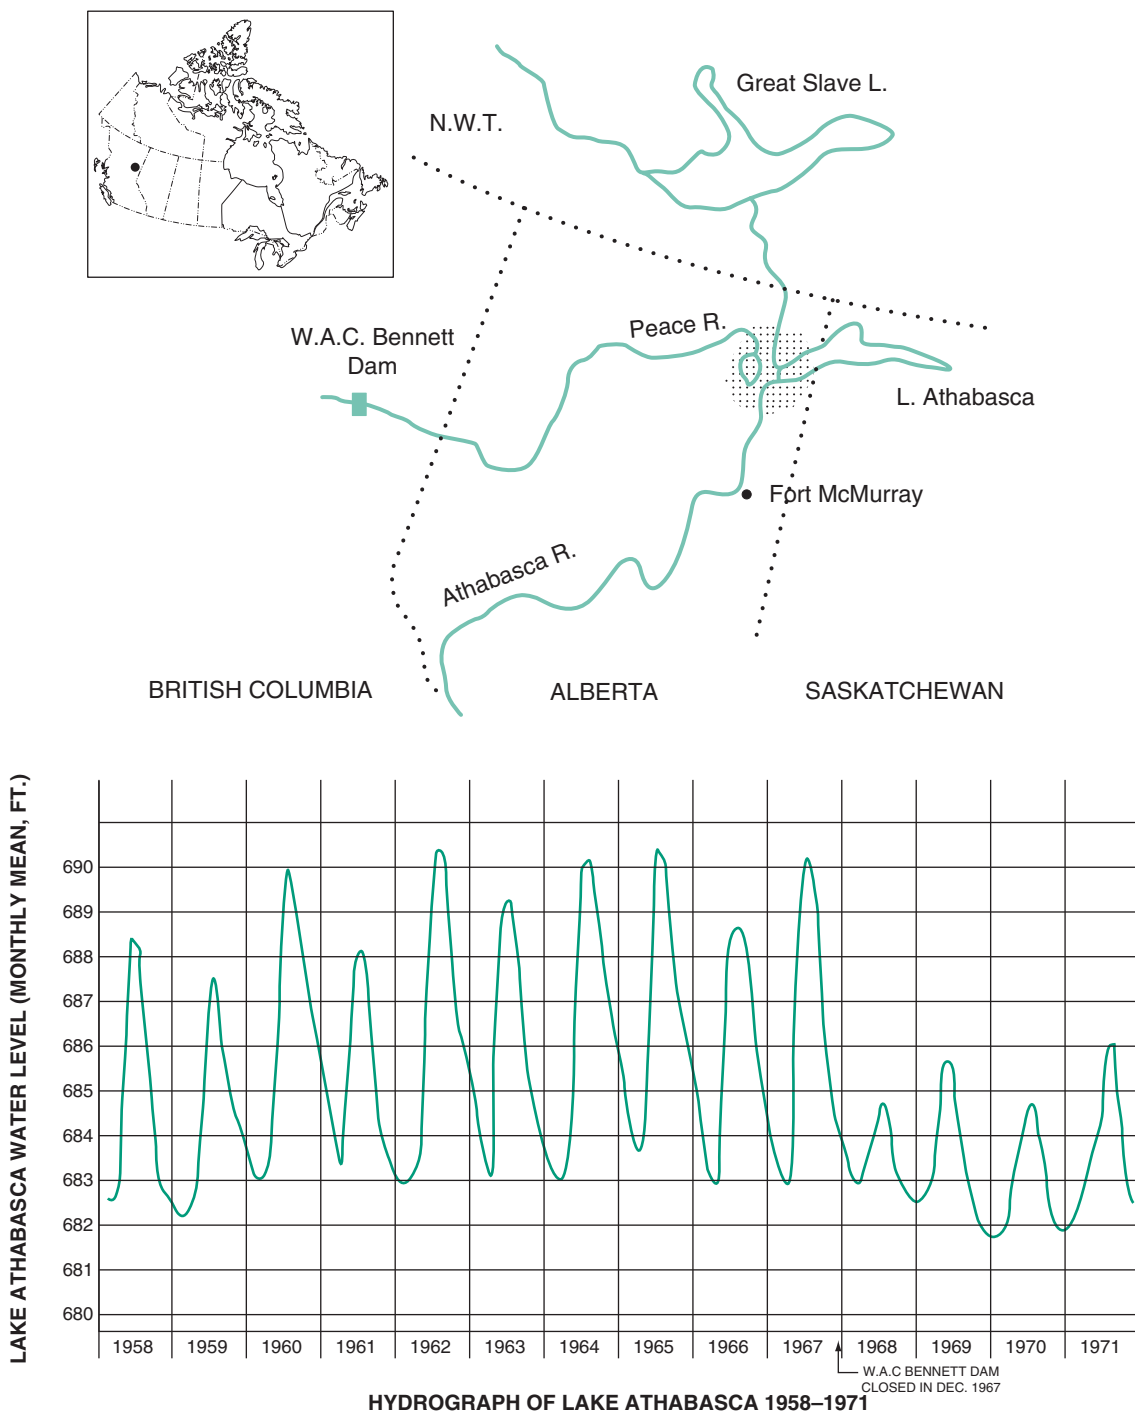 Great Slave L.
N.W.T.
W.A.C. Bennett
Dam
Peace R.
L. Athabasca
Fort McMurray
Athabasca R.
BRITISH COLUMBIA
ALBERTA
SASKATCHEWAN
LAKE ATHABASCA WATER LEVEL (MONTHLY MEAN, FT.)
690
689
688
687
686
685
684
683
682
681
680
1958 1959 1960 1961 1962 1963 1964 1965 1966 1967 1968 1969 1970 1971
W.A.C BENNETT DAM
CLOSED IN DEC. 1967
HYDROGRAPH OF LAKE ATHABASCA 1958–1971